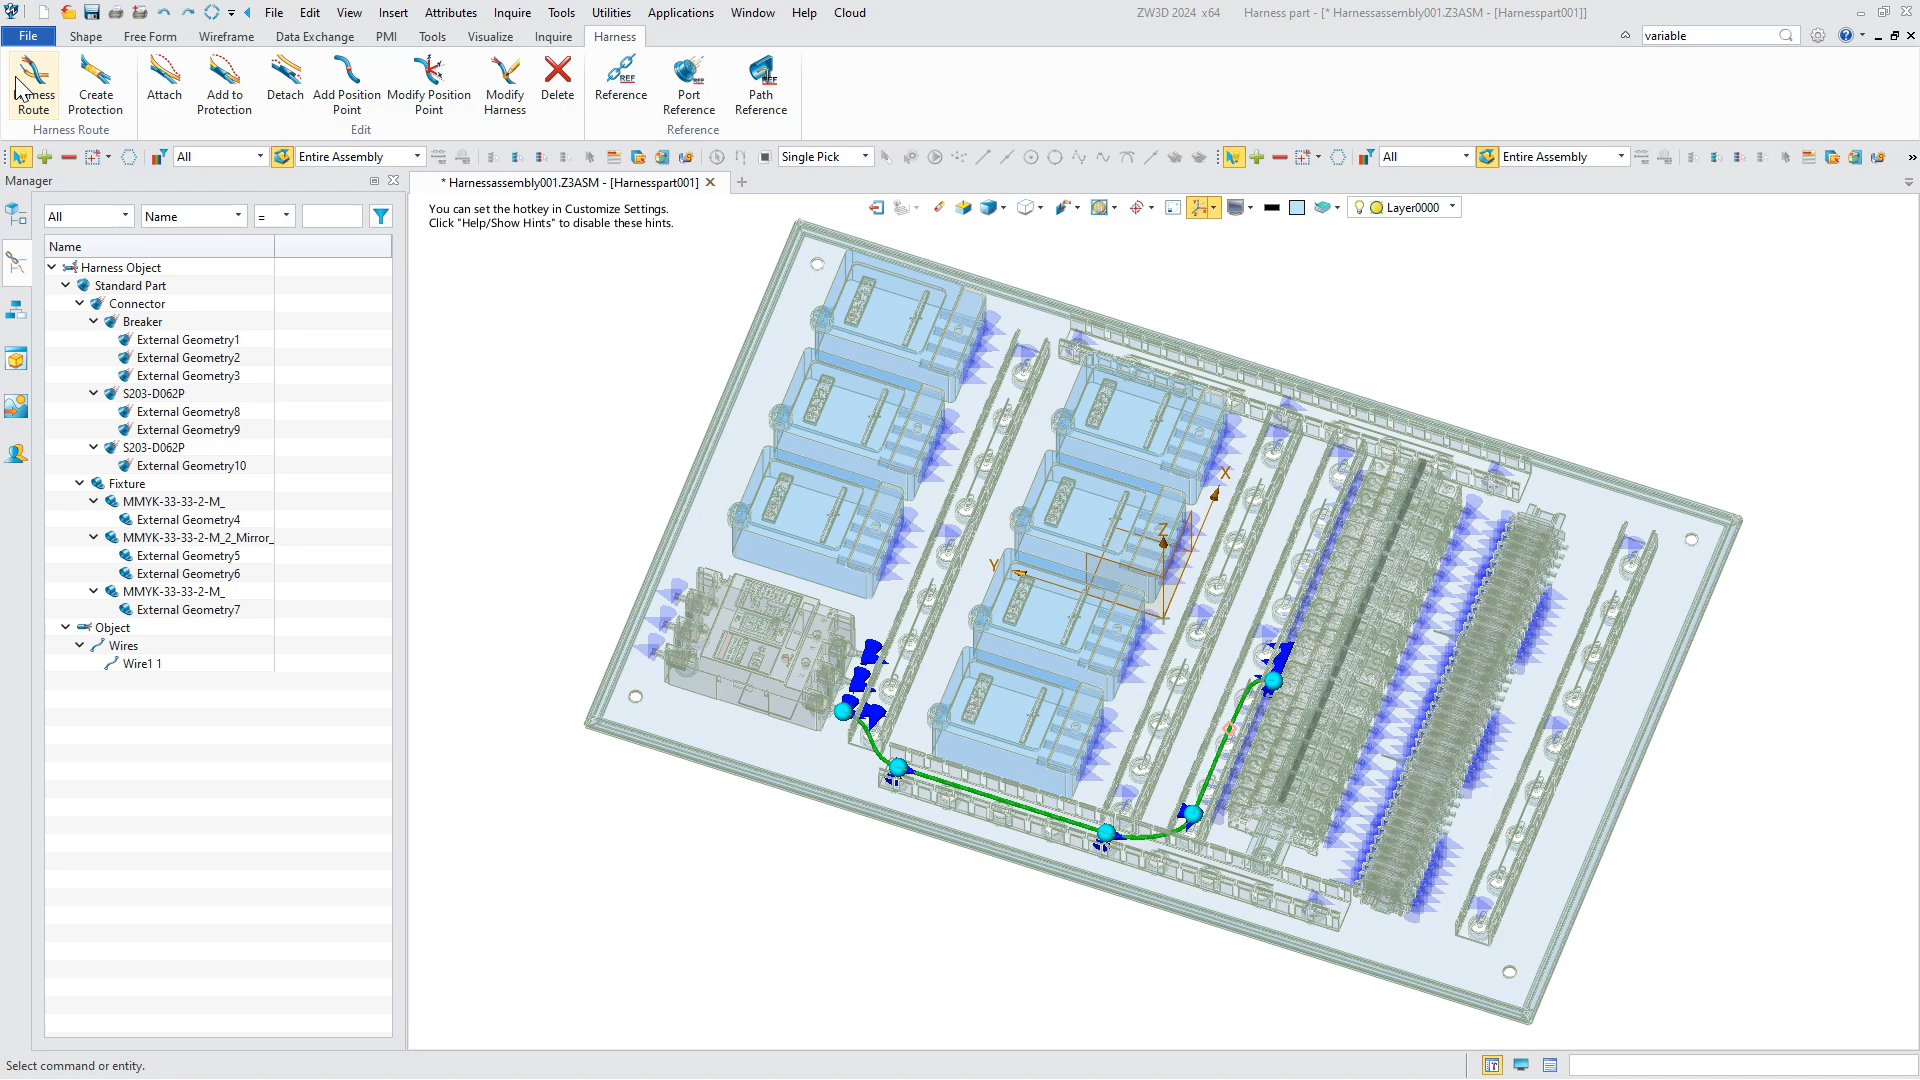 File Edit View Insert Attributes Inquire Tools Utilities Applications Window Help Cloud
ZW3D 2024 x64 Harness part - [* Harnessassembly001.Z3ASM - [Harnesspart001]]
File Shape Free Form Wireframe Data Exchange PMI Tools Visualize Inquire Harness
variable
Harness Route
Create Protection
Attach
Add to Protection
Detach
Add Position Point
Modify Position Point
Modify Harness
Delete
Reference
Port Reference
Path Reference
REF REF REF
Harness Route Edit Reference
All Entire Assembly Single Pick All Entire Assembly
Manager
* Harnessassembly001.Z3ASM - [Harnesspart001]
You can set the hotkey in Customize Settings.
Click "Help/Show Hints" to disable these hints.
Layer0000
All Name =
Name
Harness Object
Standard Part
Connector
Breaker
External Geometry1
External Geometry2
External Geometry3
S203-D062P
External Geometry8
External Geometry9
S203-D062P
External Geometry10
Fixture
MMYK-33-33-2-M_
External Geometry4
MMYK-33-33-2-M_2_Mirror_
External Geometry5
External Geometry6
MMYK-33-33-2-M_
External Geometry7
Object
Wires
Wire1 1
X
Z
Y
Select command or entity.